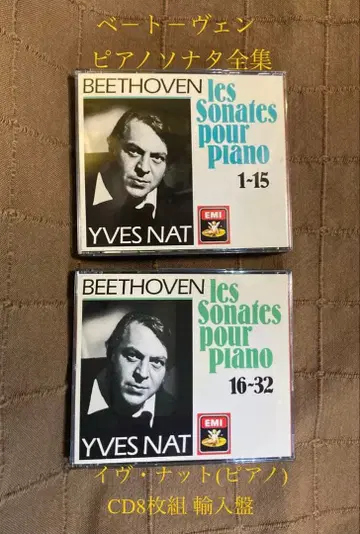 ベートーヴェン
ピアノソナタ全集
BEETHOVEN
les
Sonates
pour
piano
1~15
EMI
YVES NAT
BEETHOVEN
les
Sonates
pour
piano
16~32
EMI
YVES NAT
イヴ・ナット(ピアノ)
CD8枚組 輸入盤